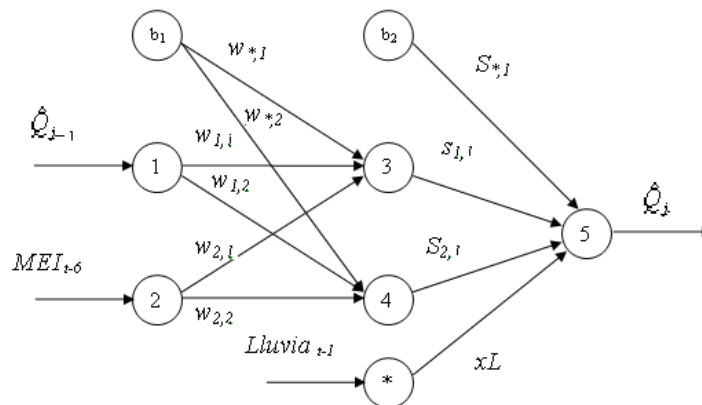 b₁
b₂
w*,1
S*,1
w*,2
Q̂ⱼ₋₁
w1,1
1
3
s1,1
w1,2
Q̂ⱼ
5
MEI t-6
w2,1
S2,1
2
4
w2,2
Lluvia t-1
*
xL